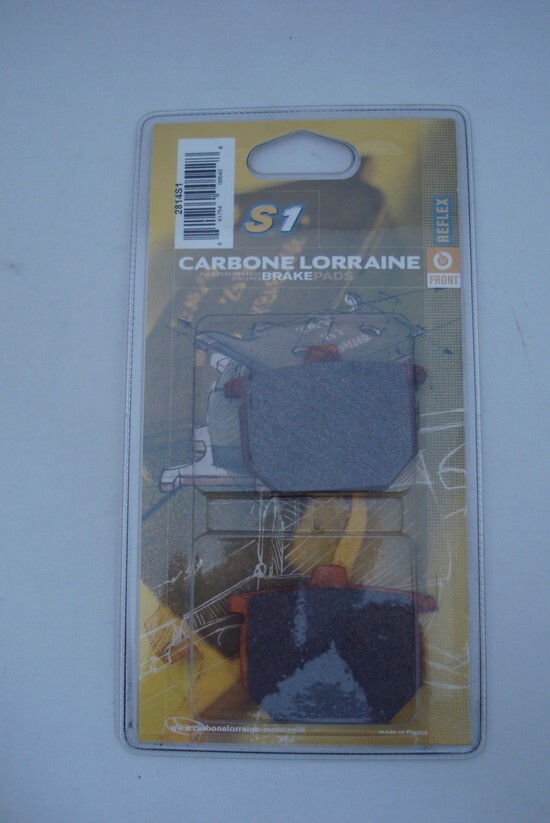 2814S1
S1
REFLEX
CARBONE LORRAINE
BRAKEPADS
FRONT
www.carbonelorraine-moto.com
made in France